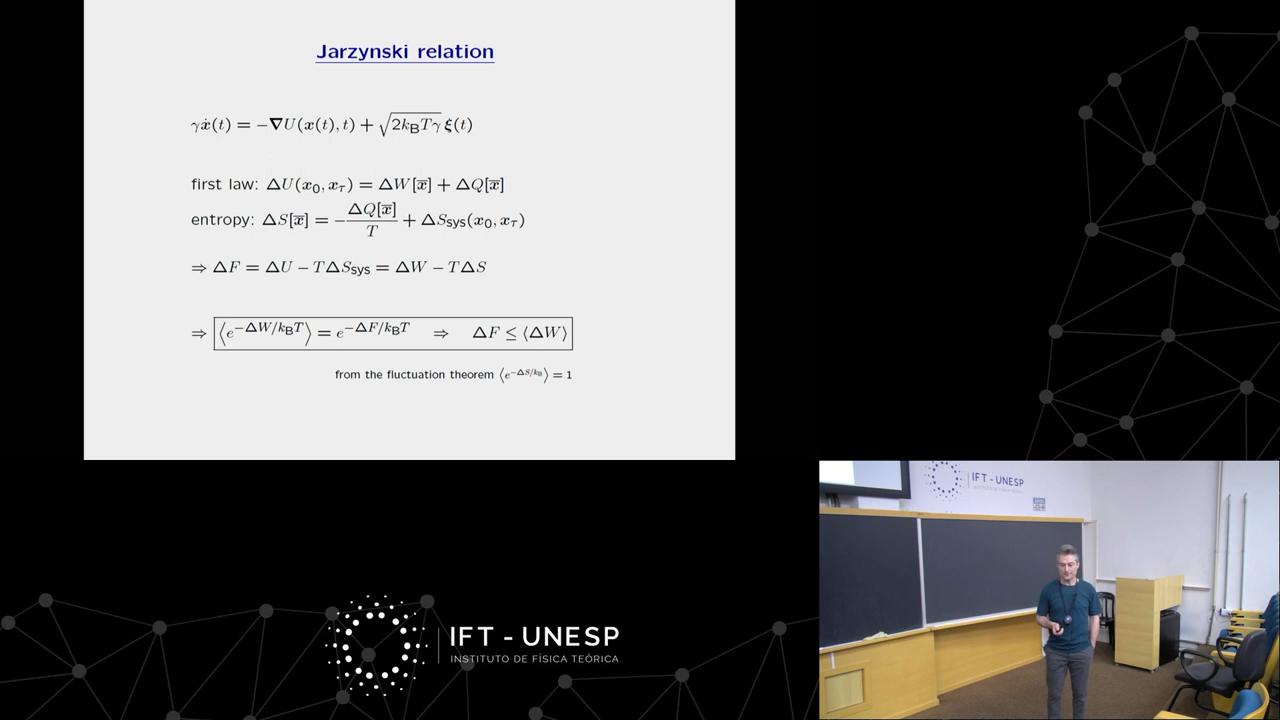 Jarzynski relation
γẋ(t) = −∇U(x(t), t) + √(2k_BTγ) ξ(t)
first law: ΔU(x₀, x_τ) = ΔW[x̅] + ΔQ[x̅]
entropy: ΔS[x̅] = −ΔQ[x̅]/T + ΔS_sys(x₀, x_τ)
⇒ ΔF = ΔU − TΔS_sys = ΔW − TΔS
⇒ ⟨e^{−ΔW/k_BT}⟩ = e^{−ΔF/k_BT} ⇒ ΔF ≤ ⟨ΔW⟩
from the fluctuation theorem ⟨e^{−ΔS/k_B}⟩ = 1
IFT - UNESP
IFT - UNESP
INSTITUTO DE FÍSICA TEÓRICA